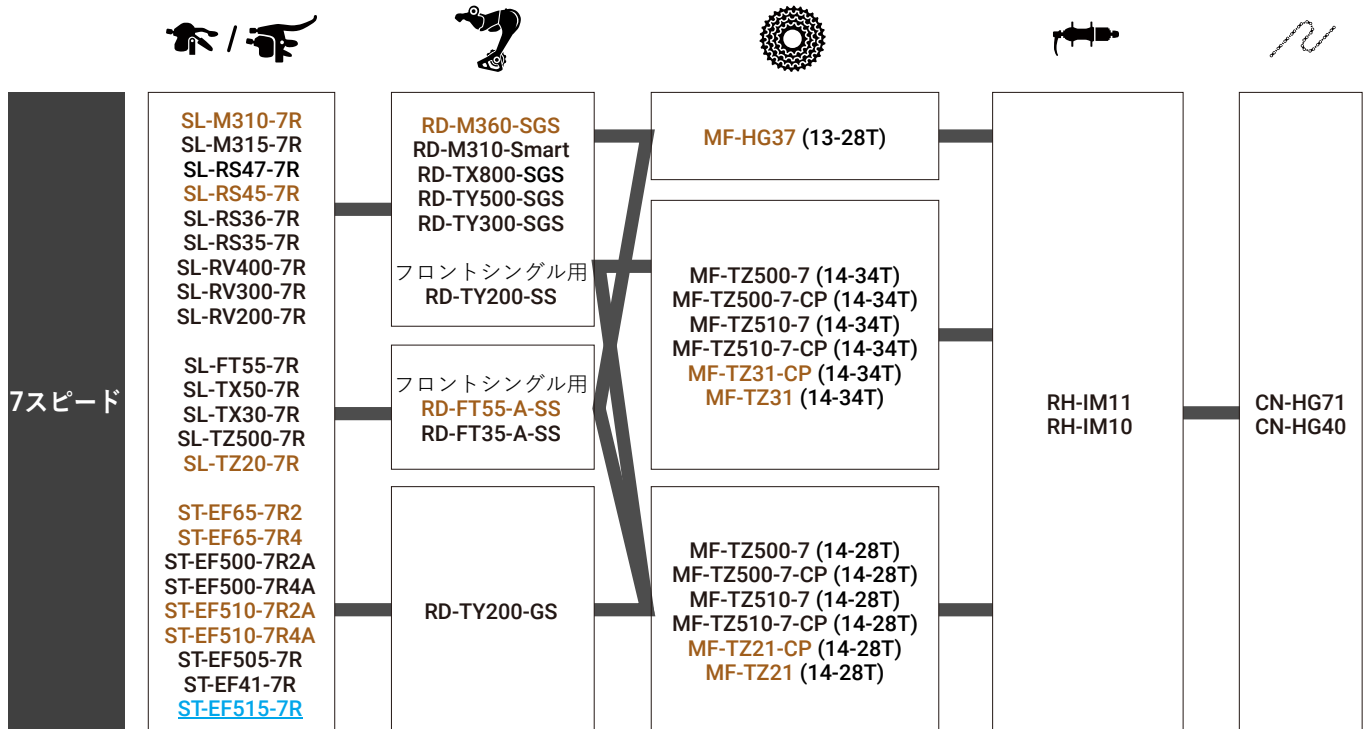 7スピード
SL-M310-7R
SL-M315-7R
SL-RS47-7R
SL-RS45-7R
SL-RS36-7R
SL-RS35-7R
SL-RV400-7R
SL-RV300-7R
SL-RV200-7R
SL-FT55-7R
SL-TX50-7R
SL-TX30-7R
SL-TZ500-7R
SL-TZ20-7R
ST-EF65-7R2
ST-EF65-7R4
ST-EF500-7R2A
ST-EF500-7R4A
ST-EF510-7R2A
ST-EF510-7R4A
ST-EF505-7R
ST-EF41-7R
ST-EF515-7R
RD-M360-SGS
RD-M310-Smart
RD-TX800-SGS
RD-TY500-SGS
RD-TY300-SGS
フロントシングル用
RD-TY200-SS
フロントシングル用
RD-FT55-A-SS
RD-FT35-A-SS
RD-TY200-GS
MF-HG37 (13-28T)
MF-TZ500-7 (14-34T)
MF-TZ500-7-CP (14-34T)
MF-TZ510-7 (14-34T)
MF-TZ510-7-CP (14-34T)
MF-TZ31-CP (14-34T)
MF-TZ31 (14-34T)
MF-TZ500-7 (14-28T)
MF-TZ500-7-CP (14-28T)
MF-TZ510-7 (14-28T)
MF-TZ510-7-CP (14-28T)
MF-TZ21-CP (14-28T)
MF-TZ21 (14-28T)
RH-IM11
RH-IM10
CN-HG71
CN-HG40